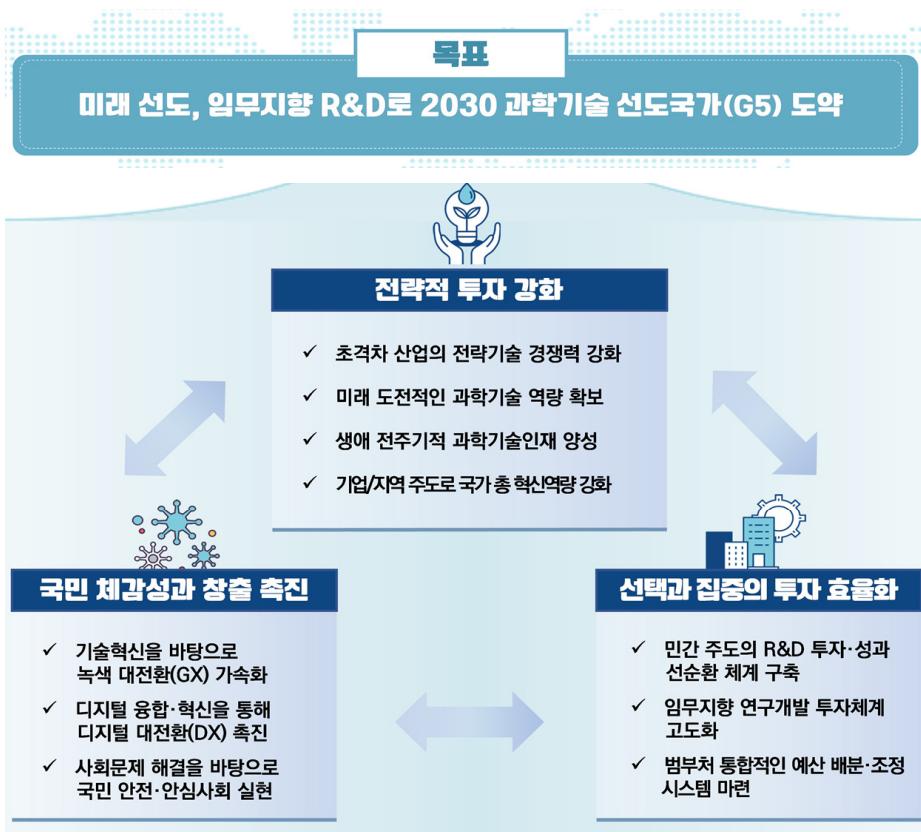 목표
미래 선도, 임무지향 R&D로 2030 과학기술 선도국가(G5) 도약
전략적 투자 강화
✓ 초격차 산업의 전략기술 경쟁력 강화
✓ 미래 도전적인 과학기술 역량 확보
✓ 생애 전주기적 과학기술인재 양성
✓ 기업/지역 주도로 국가 총 혁신역량 강화
국민 체감성과 창출 촉진
✓ 기술혁신을 바탕으로
녹색 대전환(GX) 가속화
✓ 디지털 융합·혁신을 통해
디지털 대전환(DX) 촉진
✓ 사회문제 해결을 바탕으로
국민 안전·안심사회 실현
선택과 집중의 투자 효율화
✓ 민간 주도의 R&D 투자·성과
선순환 체계 구축
✓ 임무지향 연구개발 투자체계
고도화
✓ 범부처 통합적인 예산 배분·조정
시스템 마련